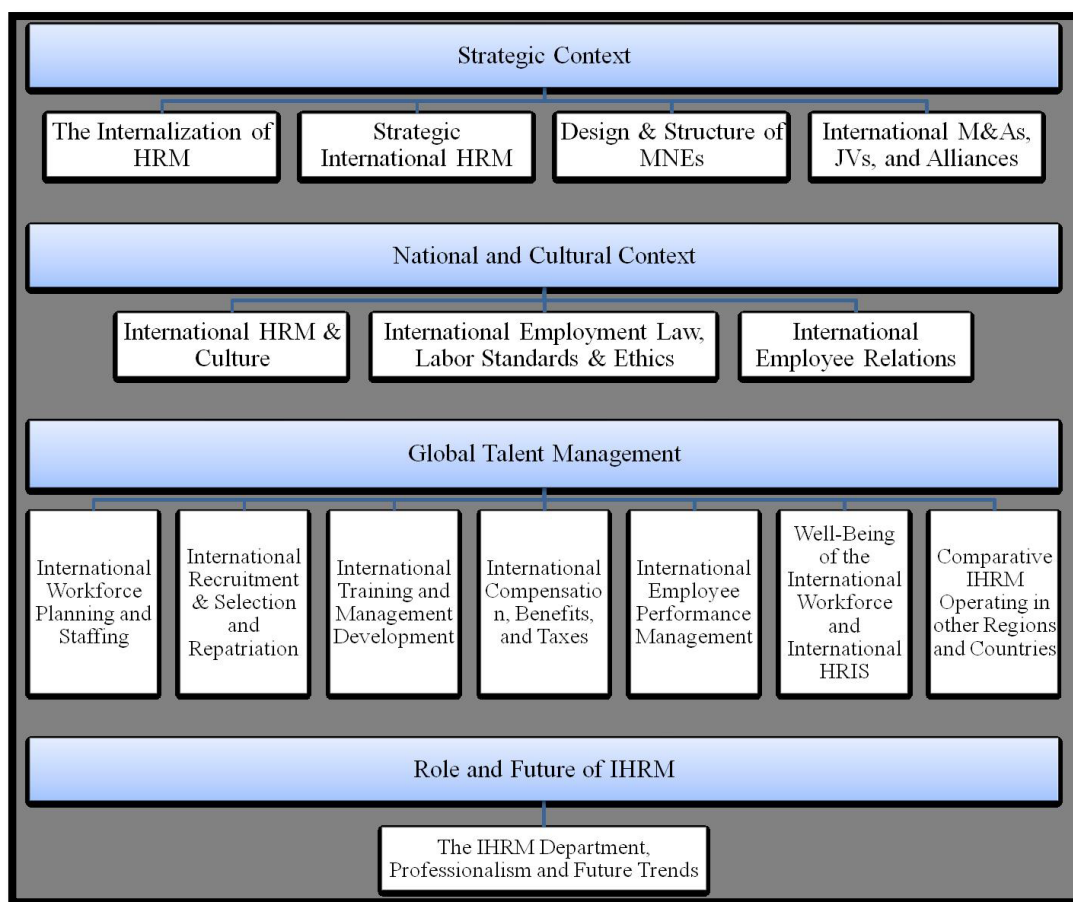 Strategic Context
The Internalization of
HRM
Strategic
International HRM
Design & Structure of
MNEs
International M&As,
JVs, and Alliances
National and Cultural Context
International HRM &
Culture
International Employment Law,
Labor Standards & Ethics
International
Employee Relations
Global Talent Management
International
Workforce
Planning and
Staffing
International
Recruitment
& Selection
and
Repatriation
International
Training and
Management
Development
International
Compensatio
n, Benefits,
and Taxes
International
Employee
Performance
Management
Well-Being
of the
International
Workforce
and
International
HRIS
Comparative
IHRM
Operating in
other Regions
and Countries
Role and Future of IHRM
The IHRM Department,
Professionalism and Future Trends